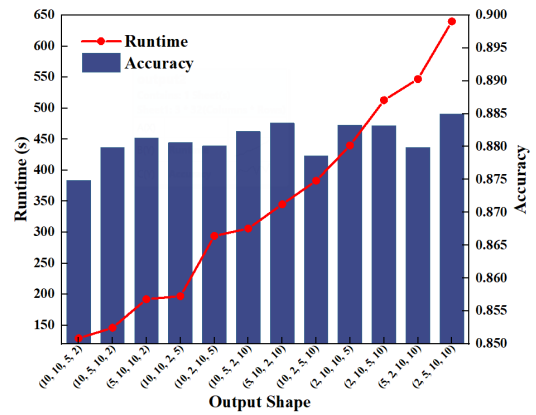 Runtime
Accuracy
Runtime (s)
650
600
550
500
450
400
350
300
250
200
150
0.900
0.895
0.890
0.885
0.880
0.875
0.870
0.865
0.860
0.855
0.850
Accuracy
(10, 10, 5, 2)
(10, 5, 10, 2)
(5, 10, 10, 2)
(10, 10, 2, 5)
(10, 2, 10, 5)
(10, 5, 2, 10)
(5, 10, 2, 10)
(10, 2, 5, 10)
(2, 10, 10, 5)
(2, 10, 5, 10)
(5, 2, 10, 10)
(2, 5, 10, 10)
Output Shape